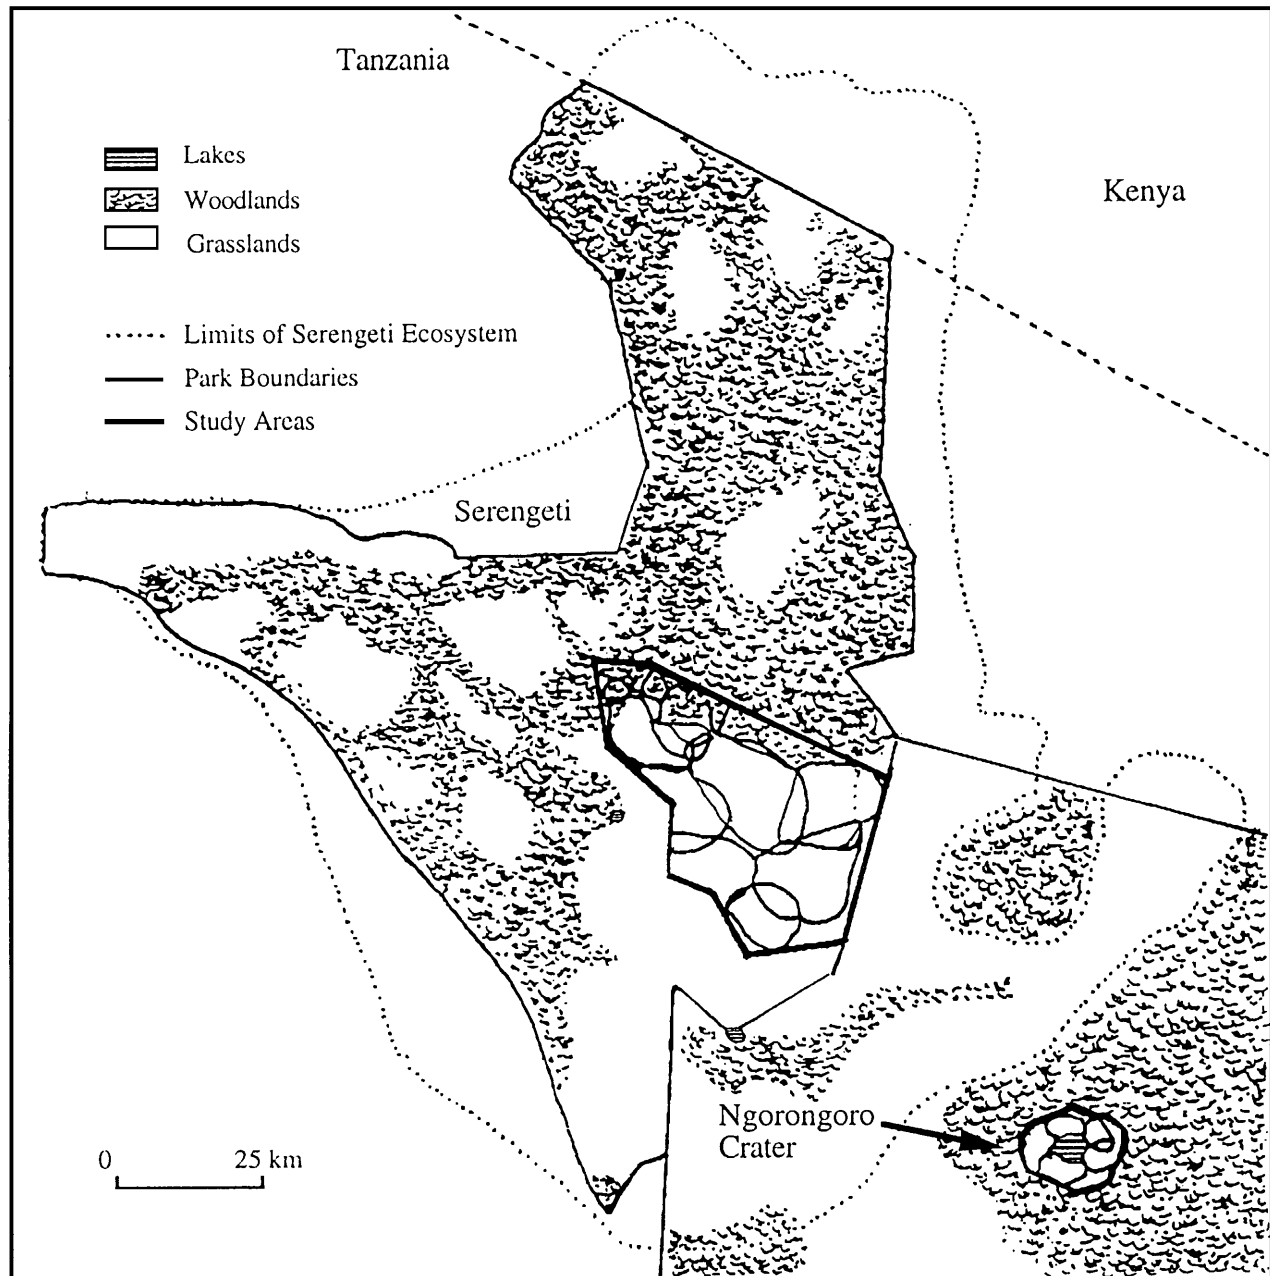 Tanzania
Kenya
Lakes
Woodlands
Grasslands
Limits of Serengeti Ecosystem
Park Boundaries
Study Areas
Serengeti
Ngorongoro
Crater
0 25 km